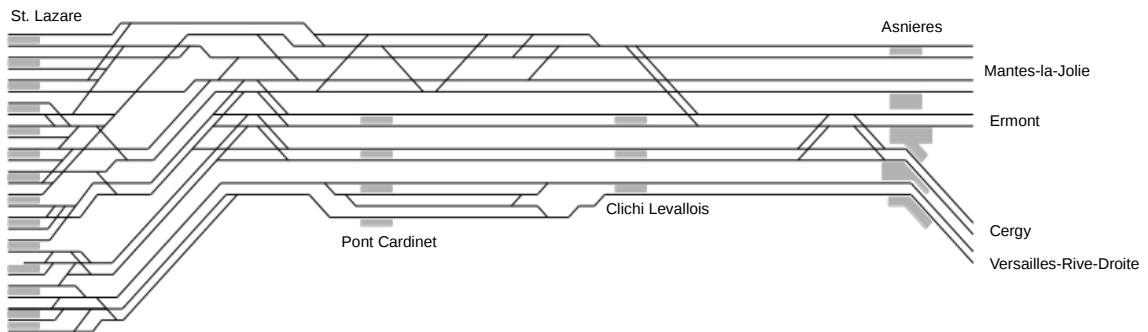 St. Lazare
Asnieres
Mantes-la-Jolie
Ermont
Clichi Levallois
Pont Cardinet
Cergy
Versailles-Rive-Droite